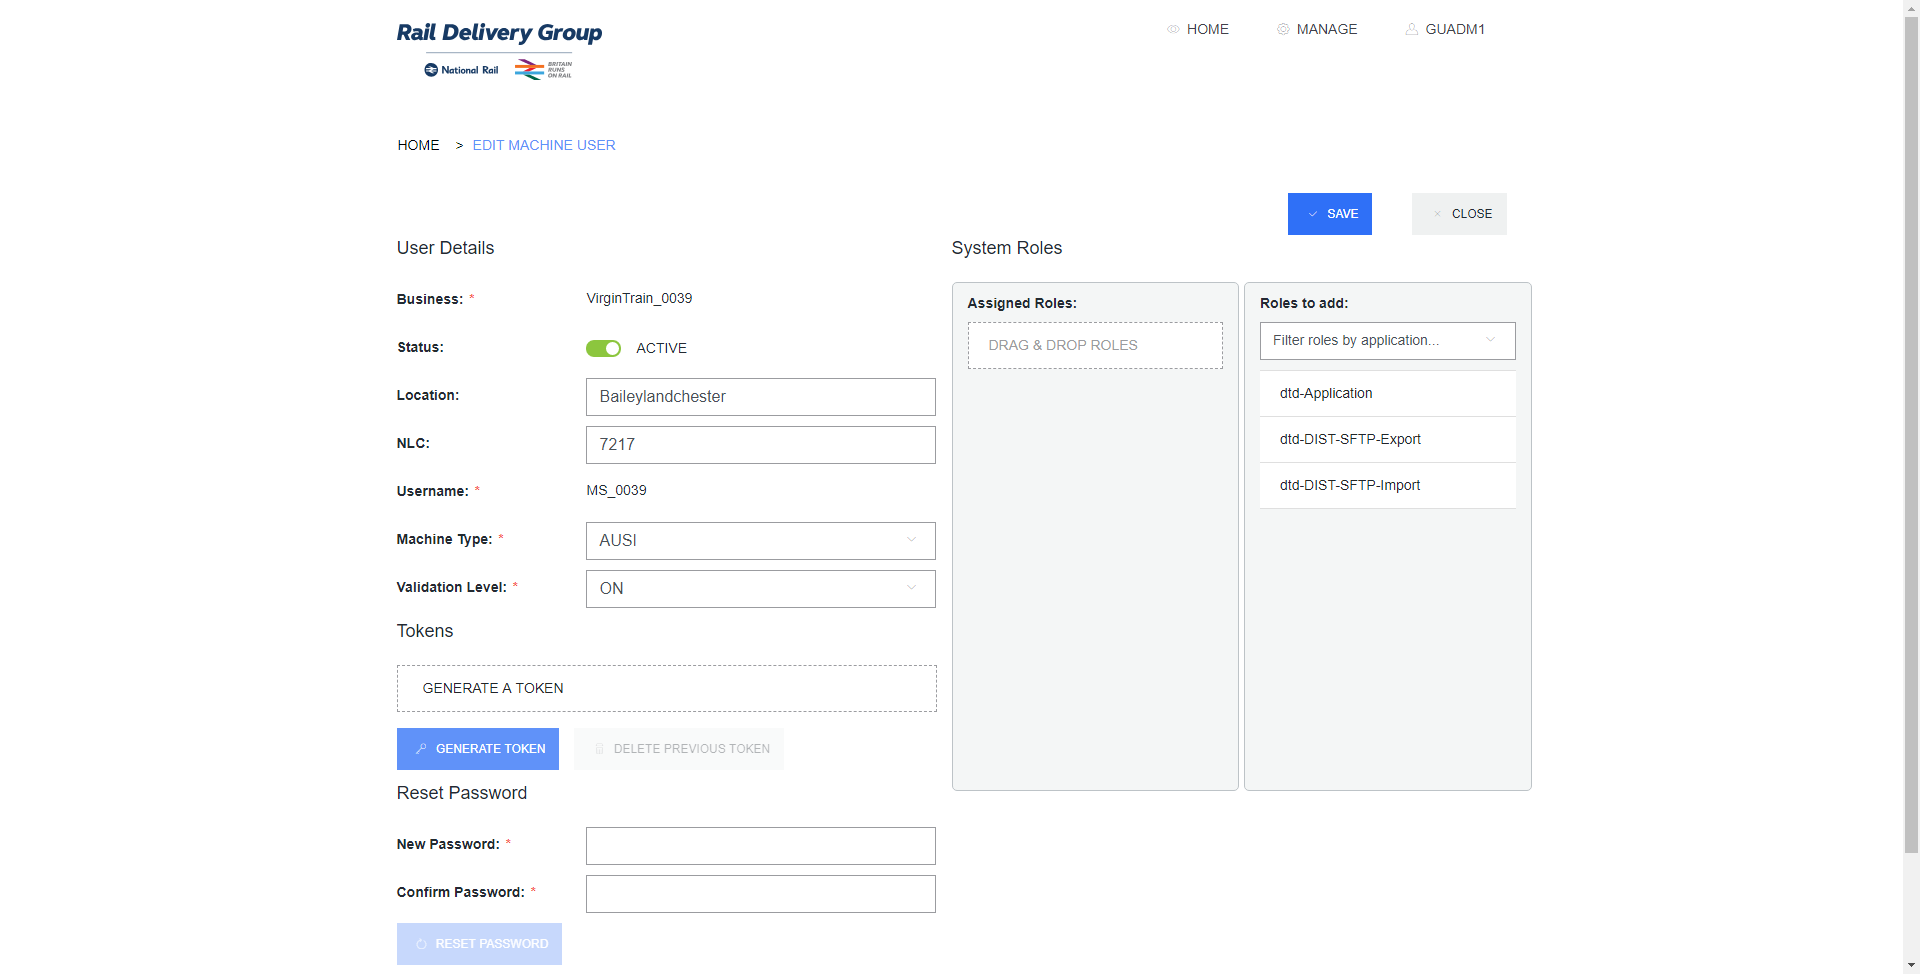 Rail Delivery Group
National Rail
BRITAIN
RUNS
ON RAIL
HOME
MANAGE
GUADM1
HOME > EDIT MACHINE USER
SAVE
CLOSE
User Details
Business: *
VirginTrain_0039
Status:
ACTIVE
Location:
Baileylandchester
NLC:
7217
Username: *
MS_0039
Machine Type: *
AUSI
Validation Level: *
ON
Tokens
GENERATE A TOKEN
GENERATE TOKEN
DELETE PREVIOUS TOKEN
Reset Password
New Password: *
Confirm Password: *
RESET PASSWORD
System Roles
Assigned Roles:
DRAG & DROP ROLES
Roles to add:
Filter roles by application...
dtd-Application
dtd-DIST-SFTP-Export
dtd-DIST-SFTP-Import